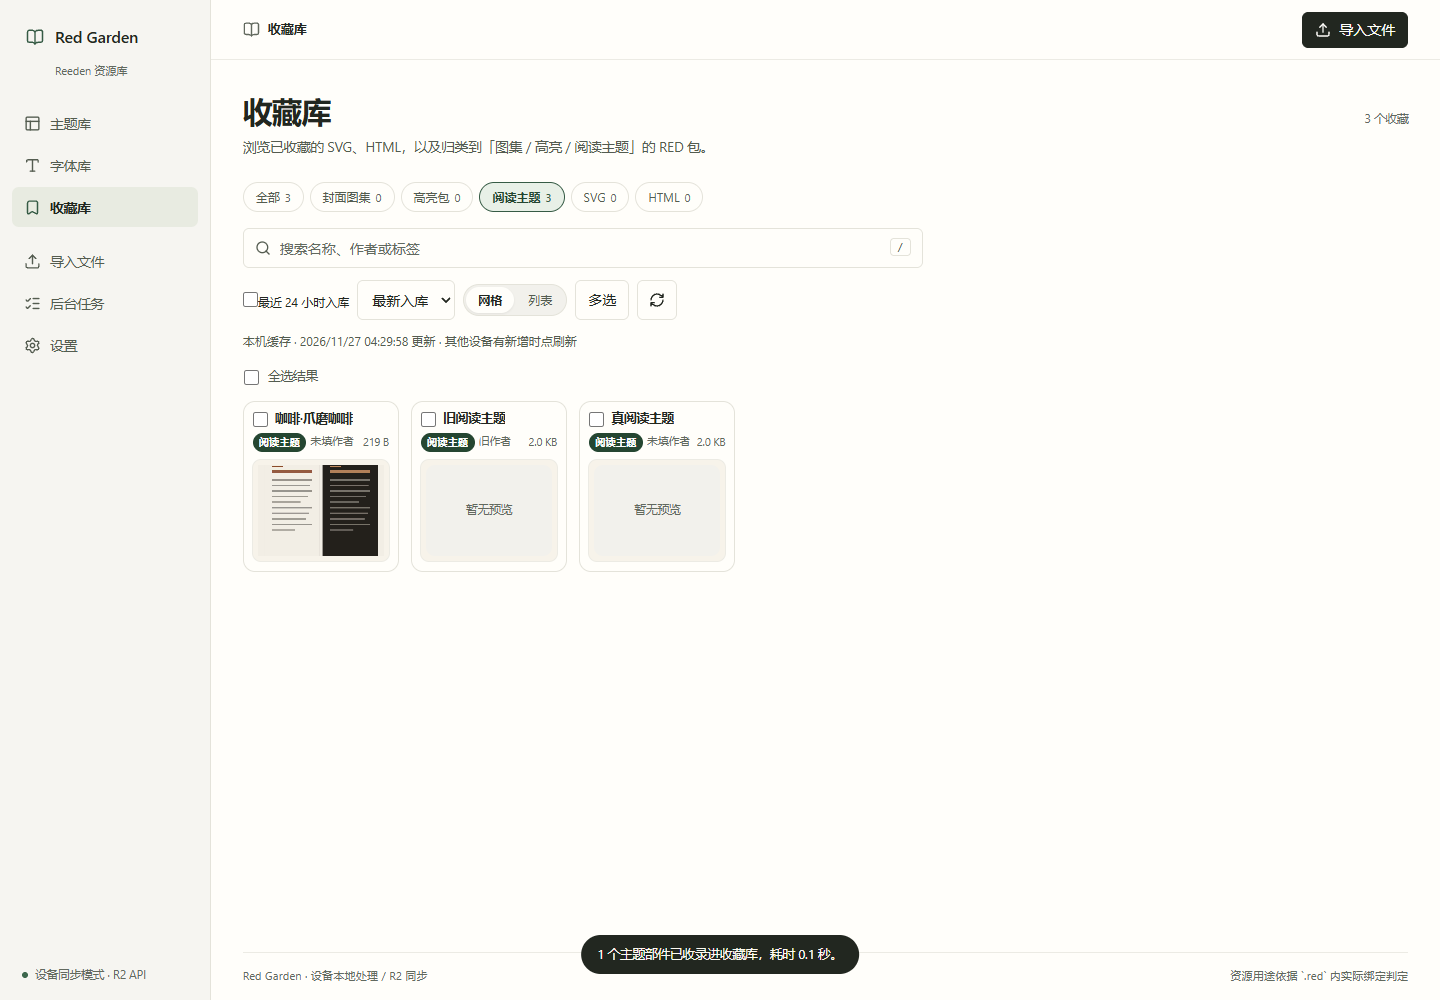 Red Garden
Reeden 资源库
主题库
字体库
收藏库
导入文件
后台任务
设置
设备同步模式 · R2 API
收藏库
导入文件
收藏库
3 个收藏
浏览已收藏的 SVG、HTML，以及归类到「图集 / 高亮 / 阅读主题」的 RED 包。
全部 3 封面图集 0 高亮包 0 阅读主题 3 SVG 0 HTML 0
搜索名称、作者或标签 /
最近 24 小时入库 最新入库 网格 列表 多选
本机缓存 · 2026/11/27 04:29:58 更新 · 其他设备有新增时点刷新
全选结果
咖啡·爪磨咖啡
阅读主题 未填作者 219 B
旧阅读主题
阅读主题 旧作者 2.0 KB
暂无预览
真阅读主题
阅读主题 未填作者 2.0 KB
暂无预览
1 个主题部件已收录进收藏库，耗时 0.1 秒。
Red Garden · 设备本地处理 / R2 同步
资源用途依据 `.red` 内实际绑定判定